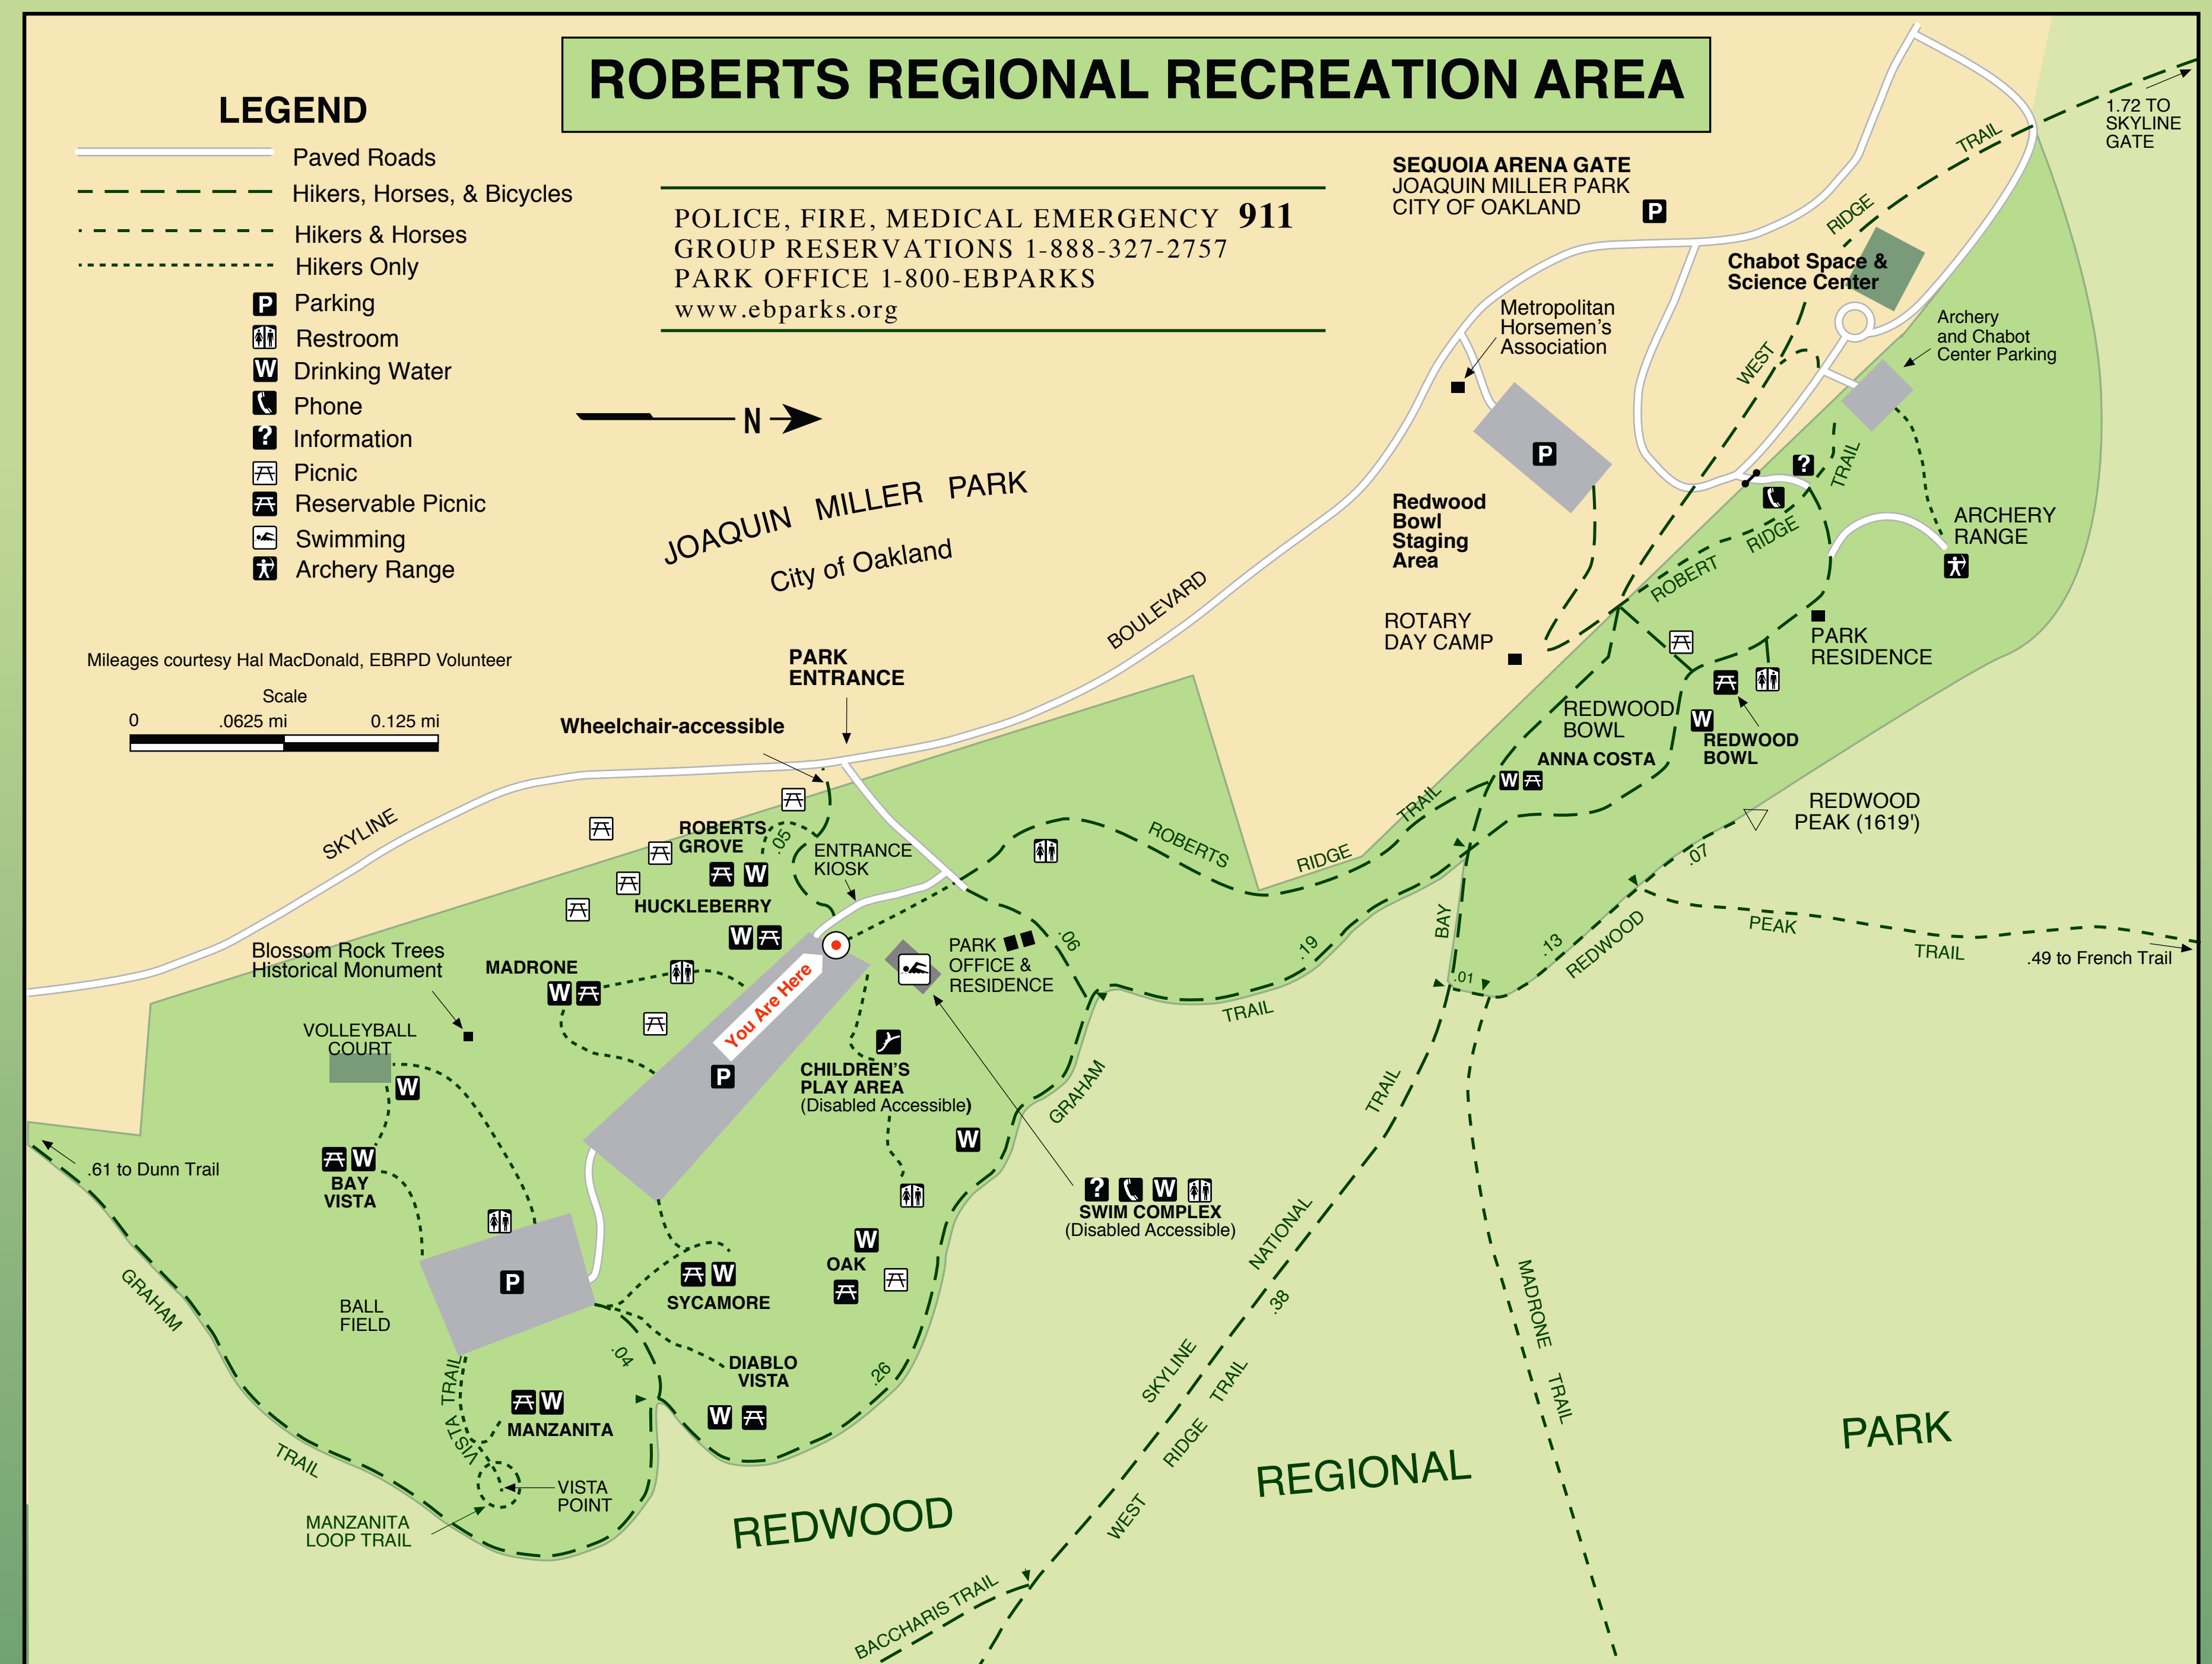 ROBERTS REGIONAL RECREATION AREA
LEGEND
Paved Roads
Hikers, Horses, & Bicycles
Hikers & Horses
Hikers Only
P Parking
Restroom
W Drinking Water
Phone
? Information
Picnic
Reservable Picnic
Swimming
Archery Range
POLICE, FIRE, MEDICAL EMERGENCY 911
GROUP RESERVATIONS 1-888-327-2757
PARK OFFICE 1-800-EBPARKS
www.ebparks.org
N
Mileages courtesy Hal MacDonald, EBRPD Volunteer
Scale
0 .0625 mi 0.125 mi
JOAQUIN MILLER PARK
City of Oakland
SEQUOIA ARENA GATE
JOAQUIN MILLER PARK
CITY OF OAKLAND
P
1.72 TO
SKYLINE
GATE
TRAIL
RIDGE
WEST
Chabot Space &
Science Center
Metropolitan
Horsemen's
Association
Archery
and Chabot
Center Parking
P
Redwood
Bowl
Staging
Area
?
TRAIL
RIDGE
ROBERT
ARCHERY
RANGE
ROTARY
DAY CAMP
PARK
RESIDENCE
REDWOOD
BOWL
W
REDWOOD
BOWL
ANNA COSTA
W
REDWOOD
PEAK (1619')
SKYLINE
BOULEVARD
PARK
ENTRANCE
Wheelchair-accessible
ROBERTS
GROVE
W
.05
ENTRANCE
KIOSK
HUCKLEBERRY
W
ROBERTS
RIDGE
TRAIL
BAY
.07
PEAK
TRAIL
.49 to French Trail
.13
REDWOOD
.01
.19
.06
TRAIL
GRAHAM
Blossom Rock Trees
Historical Monument
MADRONE
W
PARK
OFFICE &
RESIDENCE
You Are Here
P
VOLLEYBALL
COURT
W
CHILDREN'S
PLAY AREA
(Disabled Accessible)
W
.61 to Dunn Trail
W
BAY
VISTA
? W
SWIM COMPLEX
(Disabled Accessible)
W
OAK
P
W
SYCAMORE
BALL
FIELD
GRAHAM
TRAIL
.04
DIABLO
VISTA
W
.26
VISTA TRAIL
W
MANZANITA
VISTA
POINT
MANZANITA
LOOP TRAIL
TRAIL
NATIONAL
SKYLINE
.38
TRAIL
RIDGE
WEST
MADRONE
TRAIL
BACCHARIS TRAIL
REDWOOD
REGIONAL
PARK